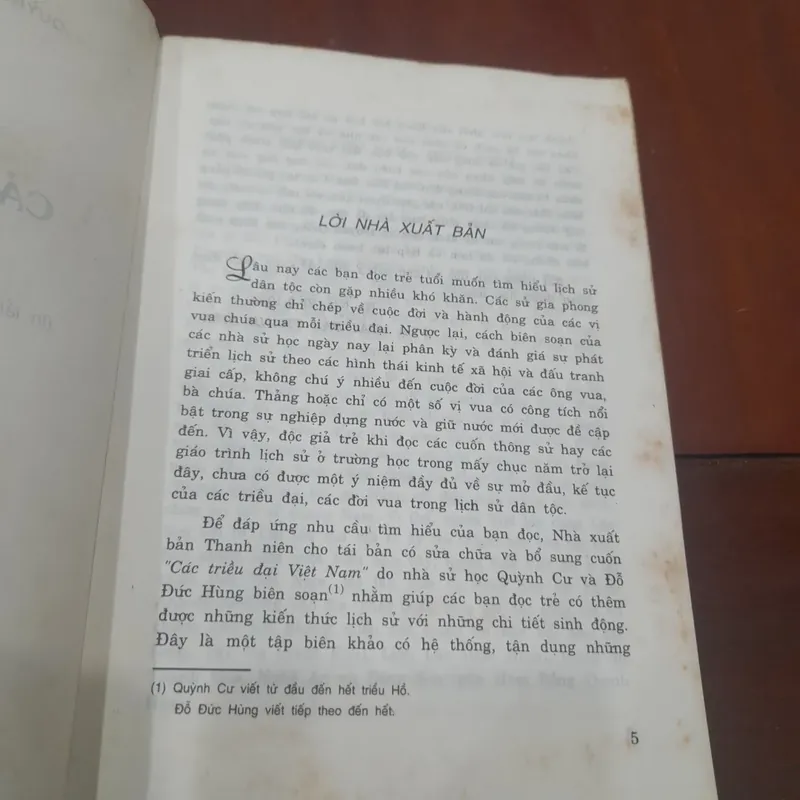 LỜI NHÀ XUẤT BẢN
Lâu nay các bạn đọc trẻ tuổi muốn tìm hiểu lịch sử
dân tộc còn gặp nhiều khó khăn. Các sử gia phong
kiến thường chỉ chép về cuộc đời và hành động của các vị
vua chúa qua mỗi triều đại. Ngược lại, cách biên soạn của
các nhà sử học ngày nay lại phân kỳ và đánh giá sự phát
triển lịch sử theo các hình thái kinh tế xã hội và đấu tranh
giai cấp, không chú ý nhiều đến cuộc đời của các ông vua,
bà chúa. Thảng hoặc chỉ có một số vị vua có công tích nổi
bật trong sự nghiệp dựng nước và giữ nước mới được đề cập
đến. Vì vậy, độc giả trẻ khi đọc các cuốn thông sử hay các
giáo trình lịch sử ở trường học trong mấy chục năm trở lại
đây, chưa có được một ý niệm đầy đủ về sự mở đầu, kế tục
của các triều đại, các đời vua trong lịch sử dân tộc.
Để đáp ứng nhu cầu tìm hiểu của bạn đọc, Nhà xuất
bản Thanh niên cho tái bản có sửa chữa và bổ sung cuốn
"Các triều đại Việt Nam" do nhà sử học Quỳnh Cư và Đỗ
Đức Hùng biên soạn(1) nhằm giúp các bạn đọc trẻ có thêm
được những kiến thức lịch sử với những chi tiết sinh động.
Đây là một tập biên khảo có hệ thống, tận dụng những
(1) Quỳnh Cư viết từ đầu đến hết triều Hồ.
Đỗ Đức Hùng viết tiếp theo đến hết.
5